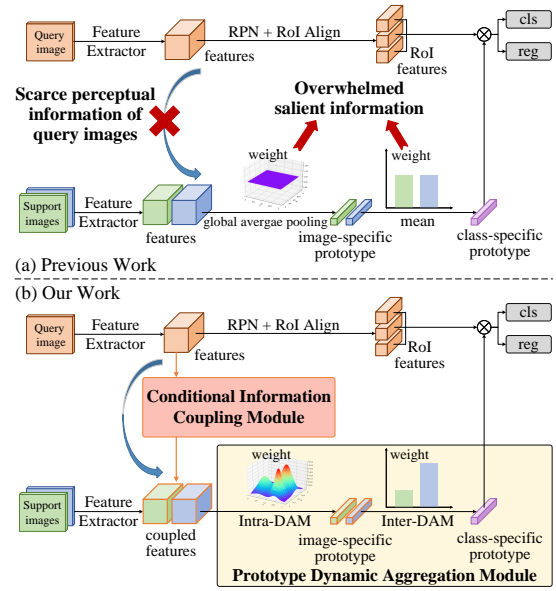 Query
image
Feature
Extractor
features
RPN + RoI Align
RoI
features
cls
reg
Scarce perceptual
information of
query images
Overwhelmed
salient information
Support
images
Feature
Extractor
features
weight
global avergae pooling
image-specific
prototype
weight
mean
class-specific
prototype
(a) Previous Work
(b) Our Work
Query
image
Feature
Extractor
features
RPN + RoI Align
RoI
features
cls
reg
Conditional Information
Coupling Module
Support
images
Feature
Extractor
coupled
features
weight
Intra-DAM
image-specific
prototype
weight
Inter-DAM
class-specific
prototype
Prototype Dynamic Aggregation Module